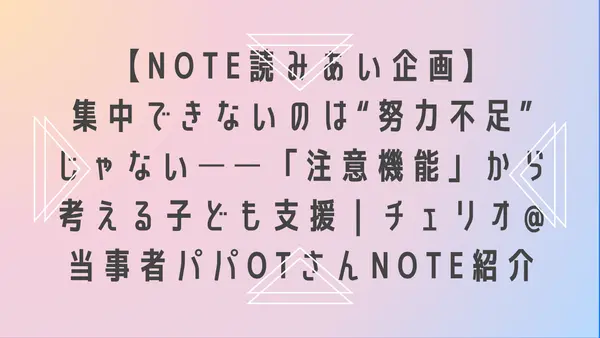 【NOTE読みあい企画】
集中できないのは“努力不足”
じゃない——「注意機能」から
考える子ども支援｜チェリオ@
当事者パパOTさんNOTE紹介